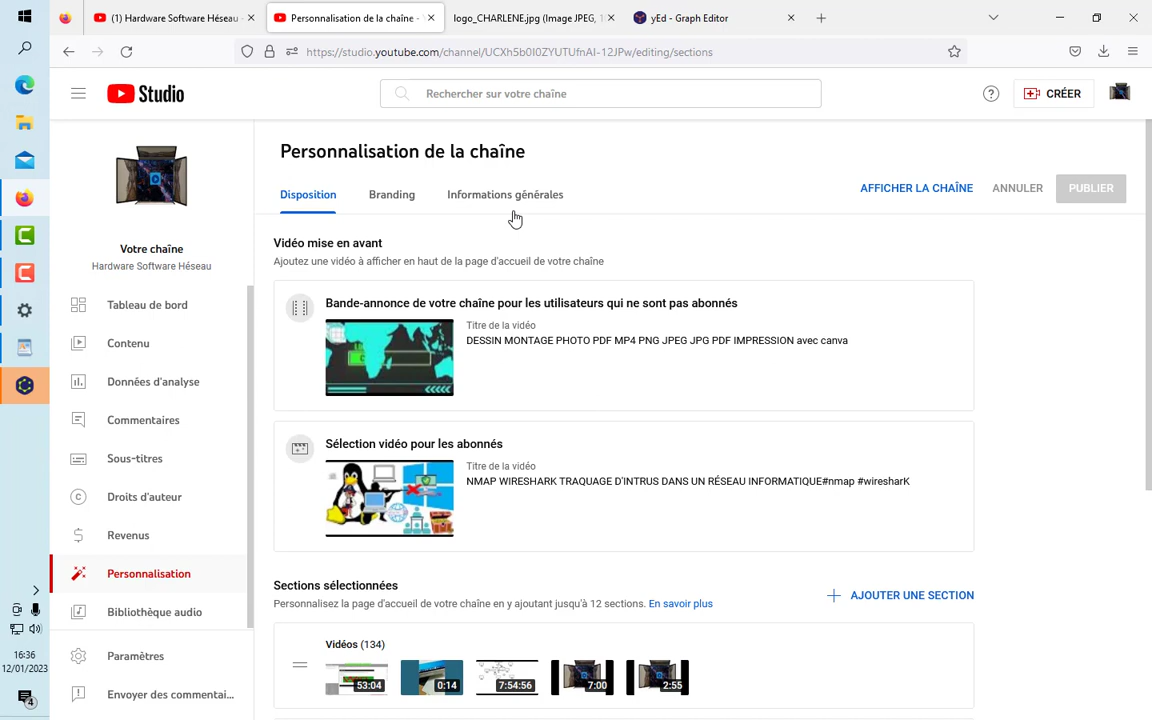 (1) Hardware Software Héseau -
Personalisation de la chaîne -
logo_CHARLENE.jpg (Image JPEG, 1
yEd - Graph Editor
https://studio.youtube.com/channel/UCXh5b0I0ZYUTUfnAI-12JPw/editing/sections
Studio
Rechercher sur votre chaîne
CRÉER
Personnalisation de la chaîne
Disposition
Branding
Informations générales
AFFICHER LA CHAÎNE
ANNULER
PUBLIER
Votre chaîne
Hardware Software Héseau
Tableau de bord
Contenu
Données d'analyse
Commentaires
Sous-titres
Droits d'auteur
Revenus
Personnalisation
Bibliothèque audio
Paramètres
Envoyer des commentai...
Vidéo mise en avant
Ajoutez une vidéo à afficher en haut de la page d'accueil de votre chaîne
Bande-annonce de votre chaîne pour les utilisateurs qui ne sont pas abonnés
Titre de la vidéo
DESSIN MONTAGE PHOTO PDF MP4 PNG JPEG JPG PDF IMPRESSION avec canva
Sélection vidéo pour les abonnés
Titre de la vidéo
NMAP WIRESHARK TRAQUAGE D'INTRUS DANS UN RÉSEAU INFORMATIQUE#nmap #wiresharK
Sections sélectionnées
Personnalisez la page d'accueil de votre chaîne en y ajoutant jusqu'à 12 sections. En savoir plus
AJOUTER UNE SECTION
Vidéos (134)
53:04
0:14
7:54:56
7:00
2:55
16:36
12/01/2023
4